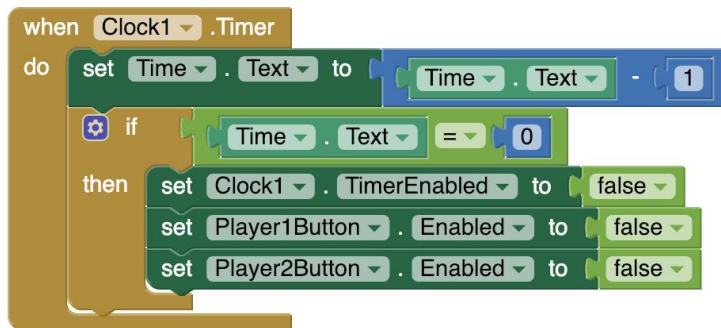 when Clock1 .Timer
do set Time . Text to Time . Text - 1
if Time . Text = 0
then set Clock1 . TimerEnabled to false
set Player1Button . Enabled to false
set Player2Button . Enabled to false